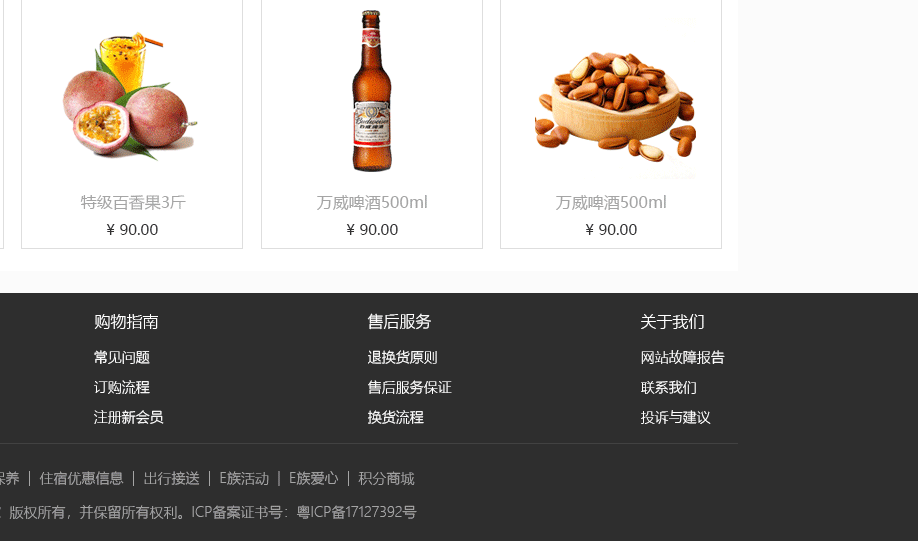 Budweiser
特级百香果3斤
万威啤酒500ml
万威啤酒500ml
¥ 90.00
¥ 90.00
¥ 90.00
购物指南
售后服务
关于我们
常见问题
退换货原则
网站故障报告
订购流程
售后服务保证
联系我们
注册新会员
换货流程
投诉与建议
养 | 住宿优惠信息 | 出行接送 | E族活动 | E族爱心 | 积分商城
版权所有，并保留所有权利。ICP备案证书号：粤ICP备17127392号